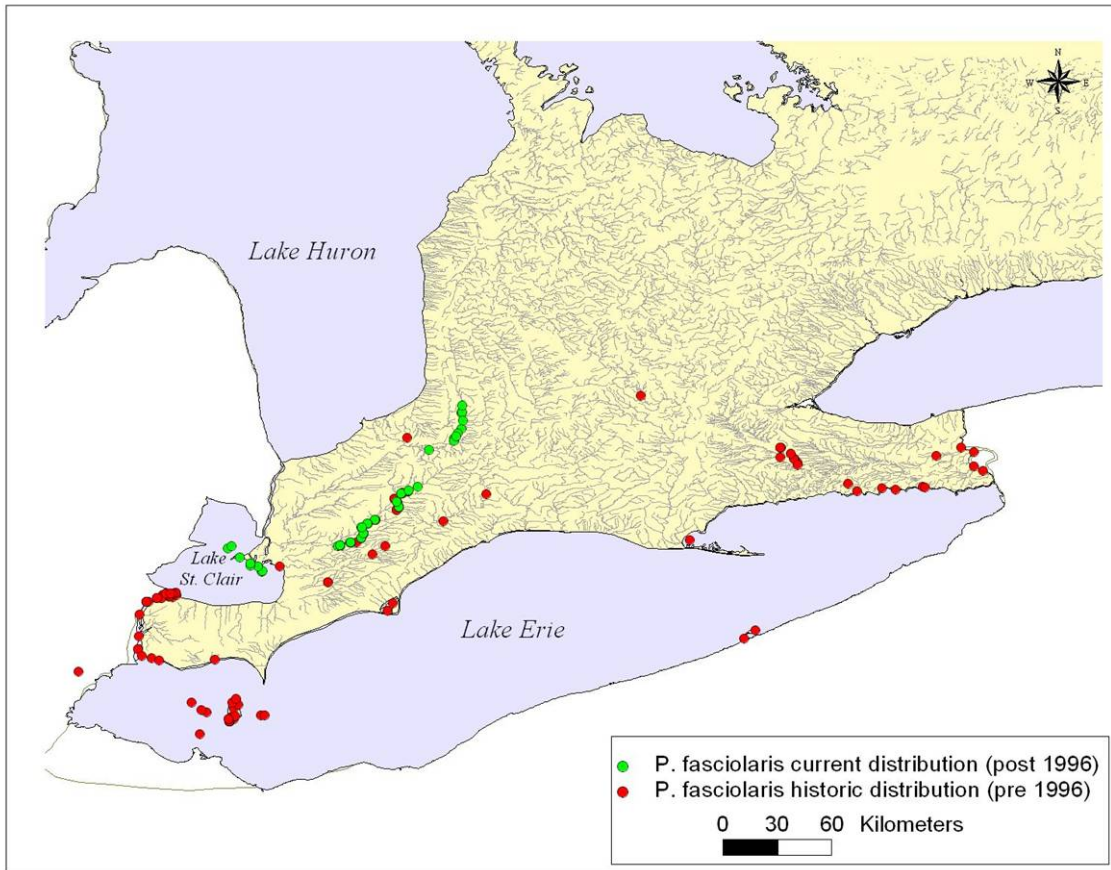 N
W E
S
Lake Huron
Lake
St. Clair
Lake Erie
P. fasciolaris current distribution (post 1996)
P. fasciolaris historic distribution (pre 1996)
0 30 60 Kilometers